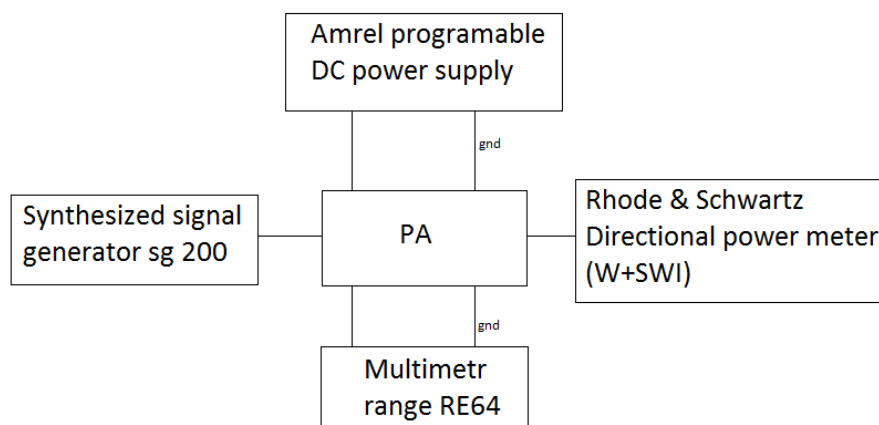 Amrel programable
DC power supply
gnd
Synthesized signal
generator sg 200
PA
Rhode & Schwartz
Directional power meter
(W+SWI)
gnd
Multimetr
range RE64